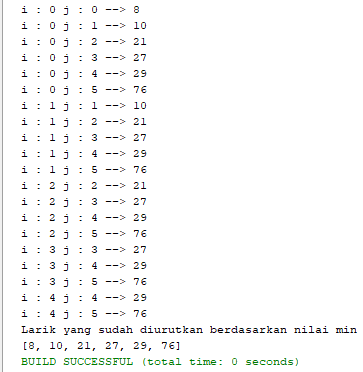 i : 0 j : 0 --> 8
i : 0 j : 1 --> 10
i : 0 j : 2 --> 21
i : 0 j : 3 --> 27
i : 0 j : 4 --> 29
i : 0 j : 5 --> 76
i : 1 j : 1 --> 10
i : 1 j : 2 --> 21
i : 1 j : 3 --> 27
i : 1 j : 4 --> 29
i : 1 j : 5 --> 76
i : 2 j : 2 --> 21
i : 2 j : 3 --> 27
i : 2 j : 4 --> 29
i : 2 j : 5 --> 76
i : 3 j : 3 --> 27
i : 3 j : 4 --> 29
i : 3 j : 5 --> 76
i : 4 j : 4 --> 29
i : 4 j : 5 --> 76
Larik yang sudah diurutkan berdasarkan nilai min
[8, 10, 21, 27, 29, 76]
BUILD SUCCESSFUL (total time: 0 seconds)